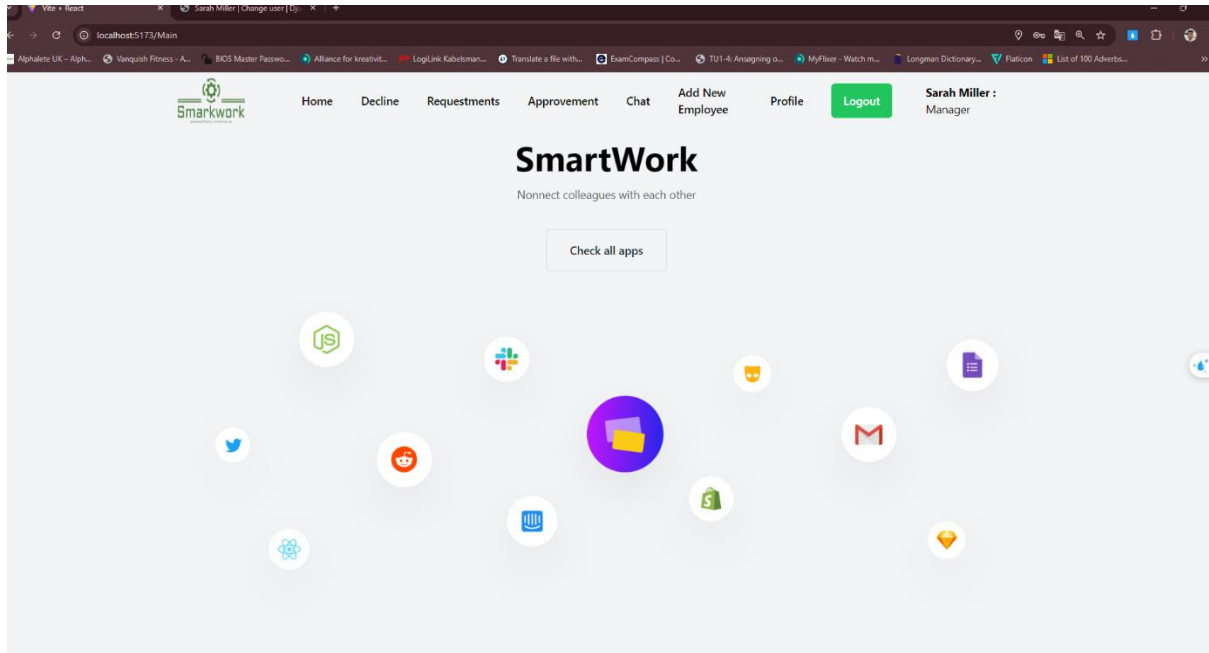 Vite + React
Sarah Miller | Change user | Dj
localhost:5173/Main
Alphalete UK – Alph...
Vanquish Fitness - A...
BIOS Master Passwo...
Alliance for kreativit...
LogiLink Kabelsman...
Translate a file with...
ExamCompass | Co...
TU1-4: Ansøgning o...
MyFlixer - Watch m...
Longman Dictionary...
Flaticon
List of 100 Adverbs...
Smarkwork
Home
Decline
Requestments
Approvement
Chat
Add New
Employee
Profile
Logout
Sarah Miller :
Manager
SmartWork
Nonnect colleagues with each other
Check all apps